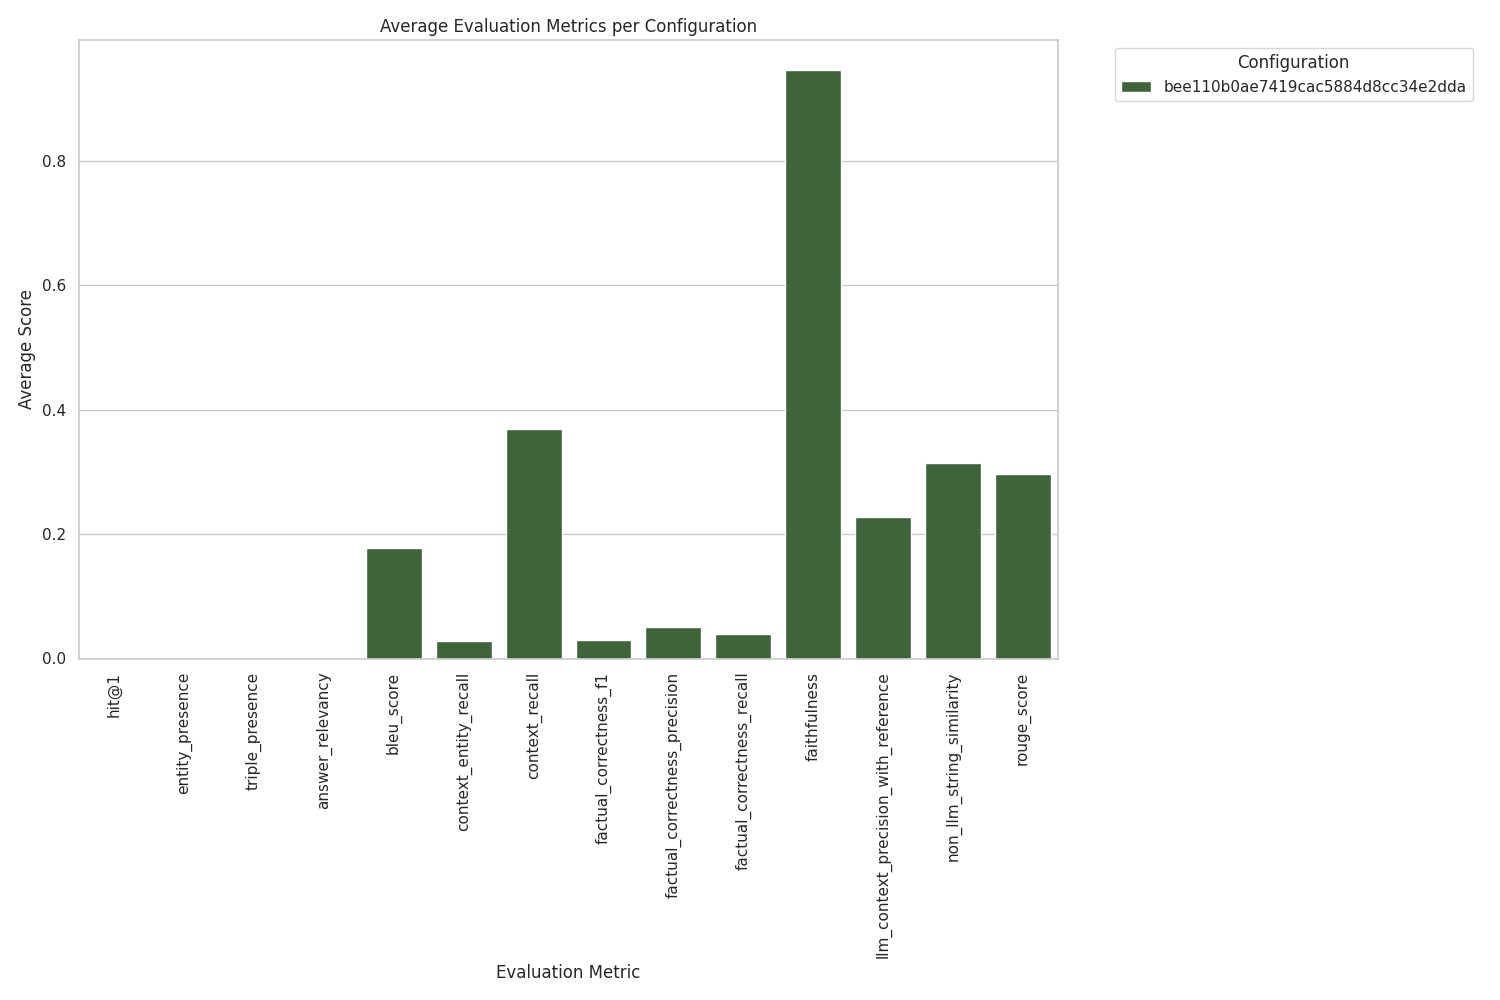 Average Evaluation Metrics per Configuration
Configuration
bee110b0ae7419cac5884d8cc34e2dda
Average Score
0.8
0.6
0.4
0.2
0.0
hit@1
entity_presence
triple_presence
answer_relevancy
bleu_score
context_entity_recall
context_recall
factual_correctness_f1
factual_correctness_precision
factual_correctness_recall
faithfulness
llm_context_precision_with_reference
non_llm_string_similarity
rouge_score
Evaluation Metric